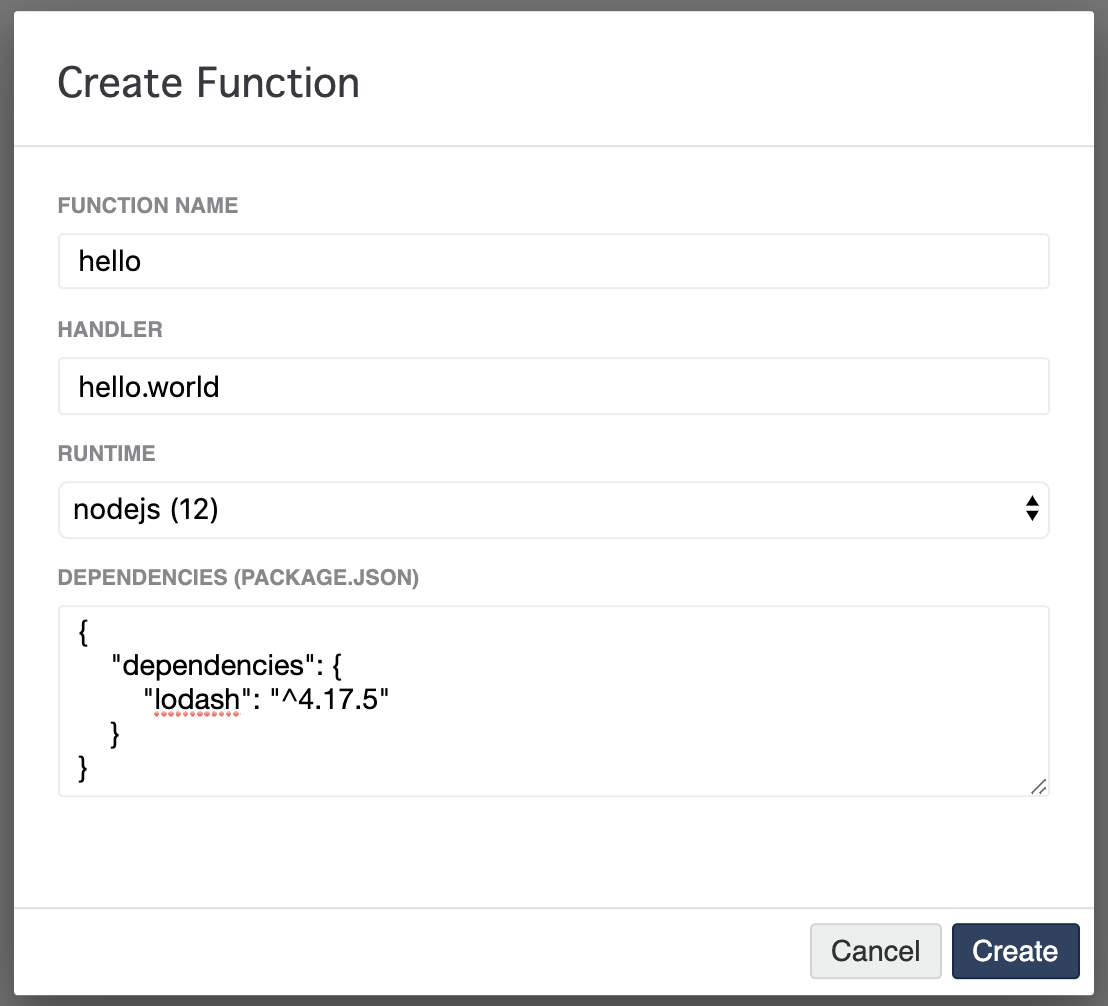 Create Function
FUNCTION NAME
hello
HANDLER
hello.world
RUNTIME
nodejs (12)
DEPENDENCIES (PACKAGE.JSON)
{
"dependencies": {
"lodash": "^4.17.5"
}
}
Cancel Create